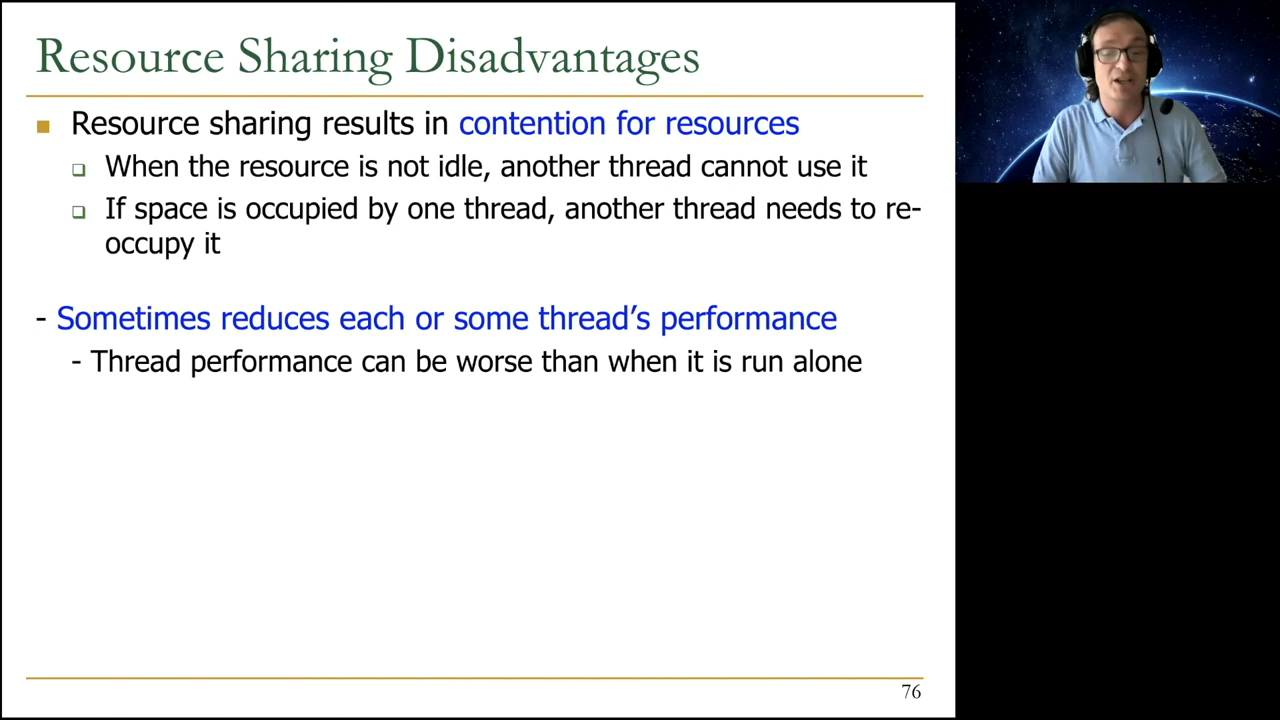 Resource Sharing Disadvantages
Resource sharing results in contention for resources
When the resource is not idle, another thread cannot use it
If space is occupied by one thread, another thread needs to re-
occupy it
- Sometimes reduces each or some thread’s performance
- Thread performance can be worse than when it is run alone
76